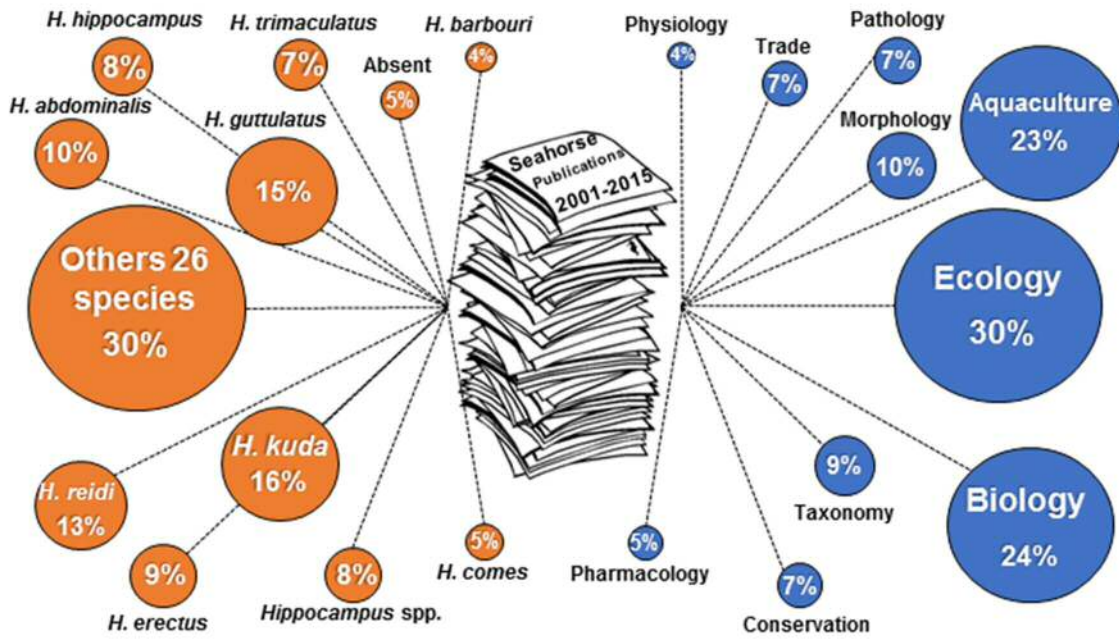 H. hippocampus
8%
H. trimaculatus
7%
Absent
5%
H. barbouri
4%
H. abdominalis
10%
H. guttulatus
15%
Others 26
species
30%
H. reidi
13%
H. kuda
16%
H. erectus
9%
Hippocampus spp.
8%
H. comes
5%
Seahorse
Publications
2001-2015
Physiology
4%
Trade
7%
Pathology
7%
Morphology
10%
Aquaculture
23%
Ecology
30%
Biology
24%
Taxonomy
9%
Conservation
7%
Pharmacology
5%